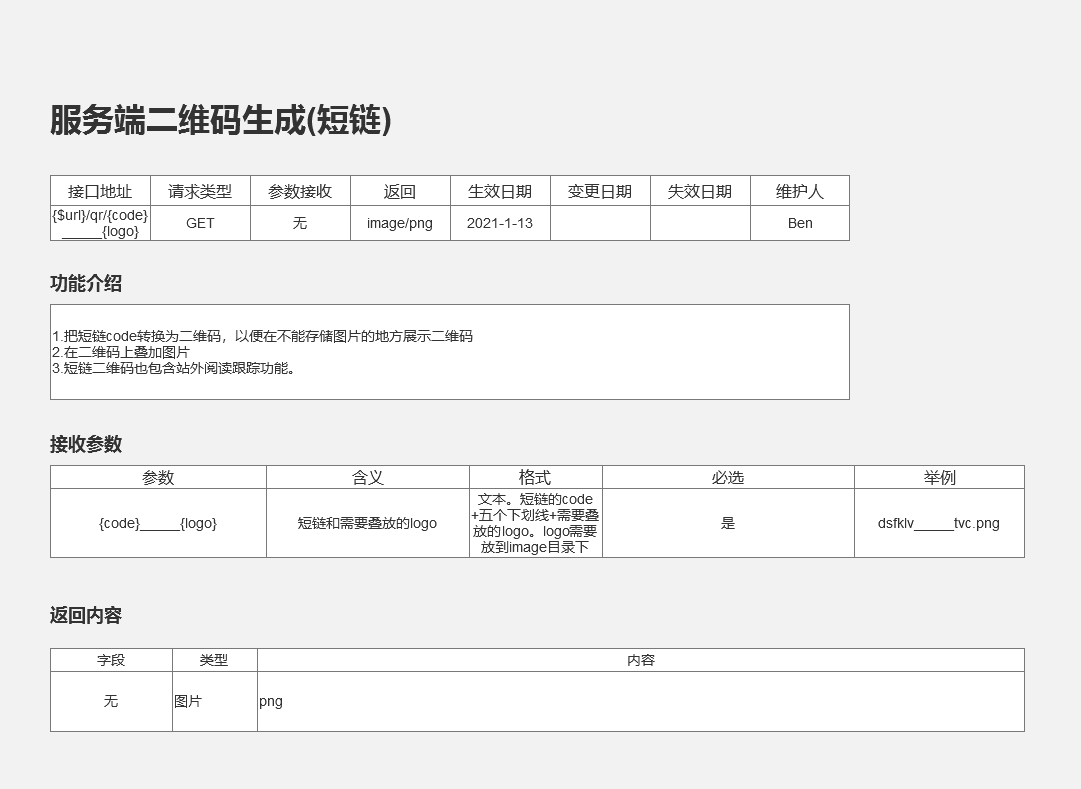 服务端二维码生成(短链)
接口地址 请求类型 参数接收 返回 生效日期 变更日期 失效日期 维护人
{$url}/qr/{code}_____{logo} GET 无 image/png 2021-1-13 Ben
功能介绍
1.把短链code转换为二维码，以便在不能存储图片的地方展示二维码
2.在二维码上叠加图片
3.短链二维码也包含站外阅读跟踪功能。
接收参数
参数 含义 格式 必选 举例
{code}_____{logo} 短链和需要叠放的logo 文本。短链的code+五个下划线+需要叠放的logo。logo需要放到image目录下 是 dsfklv_____tvc.png
返回内容
字段 类型 内容
无 图片 png